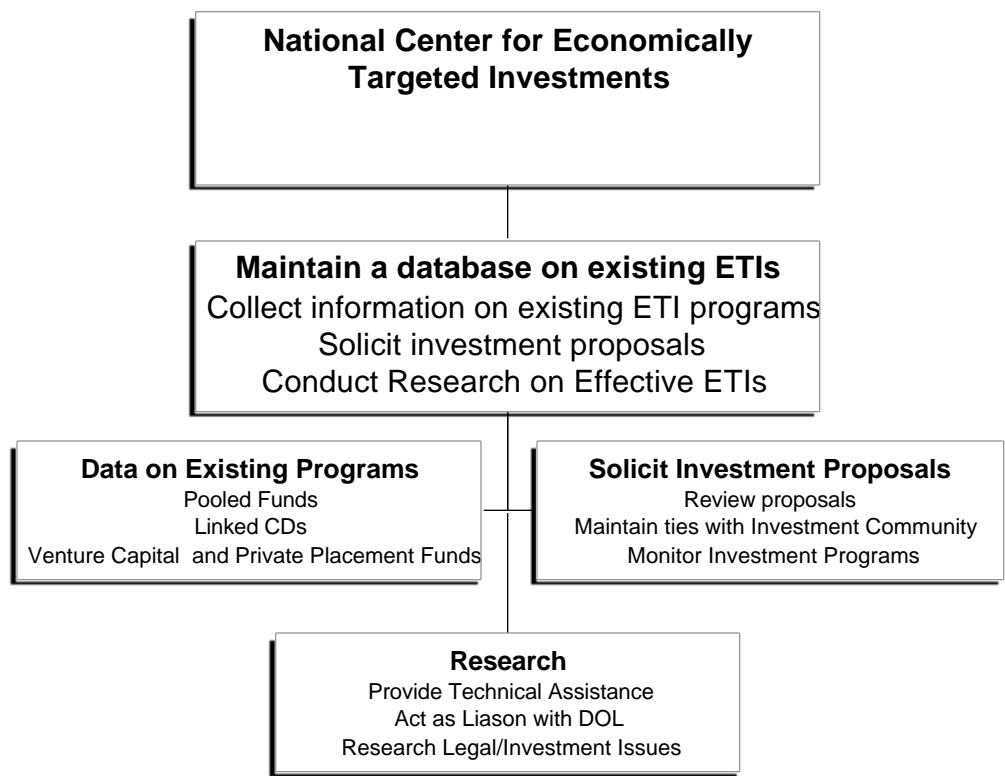 National Center for Economically
Targeted Investments
Maintain a database on existing ETIs
Collect information on existing ETI programs
Solicit investment proposals
Conduct Research on Effective ETIs
Data on Existing Programs
Pooled Funds
Linked CDs
Venture Capital and Private Placement Funds
Solicit Investment Proposals
Review proposals
Maintain ties with Investment Community
Monitor Investment Programs
Research
Provide Technical Assistance
Act as Liason with DOL
Research Legal/Investment Issues